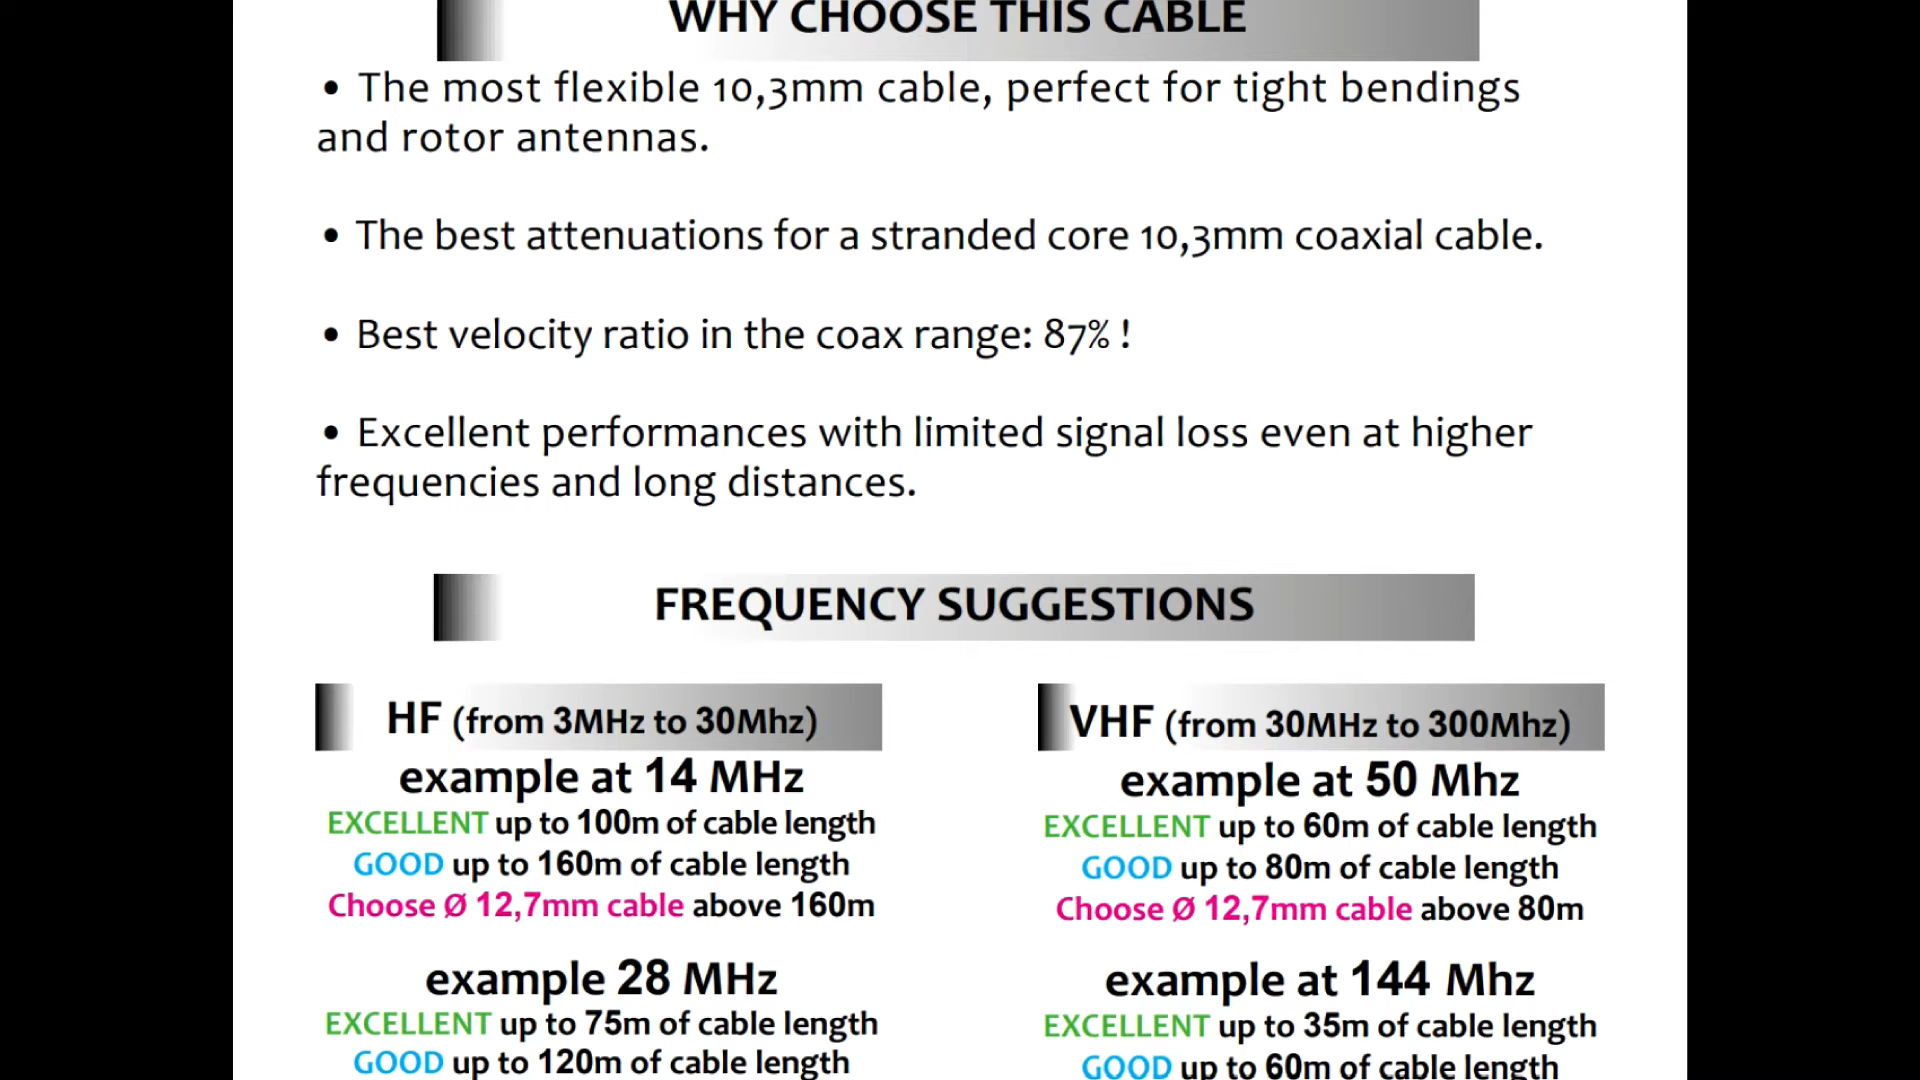 WHY CHOOSE THIS CABLE
• The most flexible 10,3mm cable, perfect for tight bendings
and rotor antennas.
• The best attenuations for a stranded core 10,3mm coaxial cable.
• Best velocity ratio in the coax range: 87% !
• Excellent performances with limited signal loss even at higher
frequencies and long distances.
FREQUENCY SUGGESTIONS
HF (from 3MHz to 30Mhz)
example at 14 MHz
EXCELLENT up to 100m of cable length
GOOD up to 160m of cable length
Choose Ø 12,7mm cable above 160m
example 28 MHz
EXCELLENT up to 75m of cable length
GOOD up to 120m of cable length
VHF (from 30MHz to 300Mhz)
example at 50 Mhz
EXCELLENT up to 60m of cable length
GOOD up to 80m of cable length
Choose Ø 12,7mm cable above 80m
example at 144 Mhz
EXCELLENT up to 35m of cable length
GOOD up to 60m of cable length